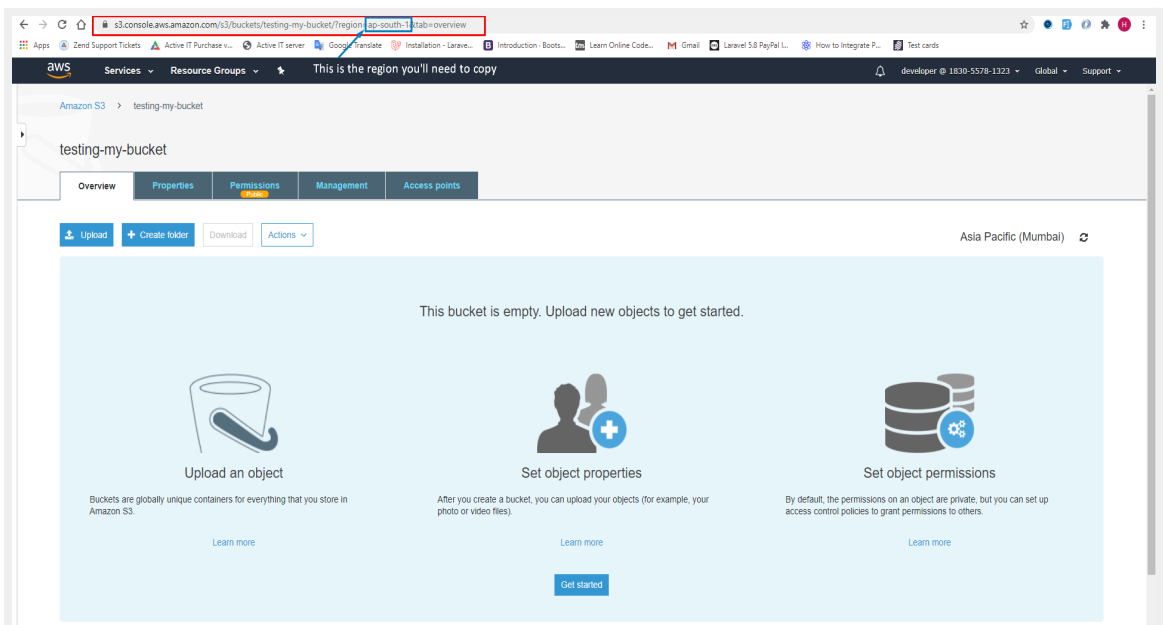 s3.console.aws.amazon.com/s3/buckets/testing-my-bucket/?region=ap-south-1&tab=overview
Apps Zend Support Tickets Active IT Purchase v... Active IT server Google Translate Installation - Larave... Introduction - Boots... Learn Online Code... Gmail Laravel 5.8 PayPal I... How to Integrate P... Test cards
aws Services Resource Groups This is the region you'll need to copy developer @ 1830-5578-1323 Global Support
Amazon S3 > testing-my-bucket
testing-my-bucket
Overview Properties Permissions Management Access points
Public
Upload Create folder Download Actions
Asia Pacific (Mumbai)
This bucket is empty. Upload new objects to get started.
Upload an object
Buckets are globally unique containers for everything that you store in
Amazon S3.
Learn more
Set object properties
After you create a bucket, you can upload your objects (for example, your
photo or video files).
Learn more
Set object permissions
By default, the permissions on an object are private, but you can set up
access control policies to grant permissions to others.
Learn more
Get started